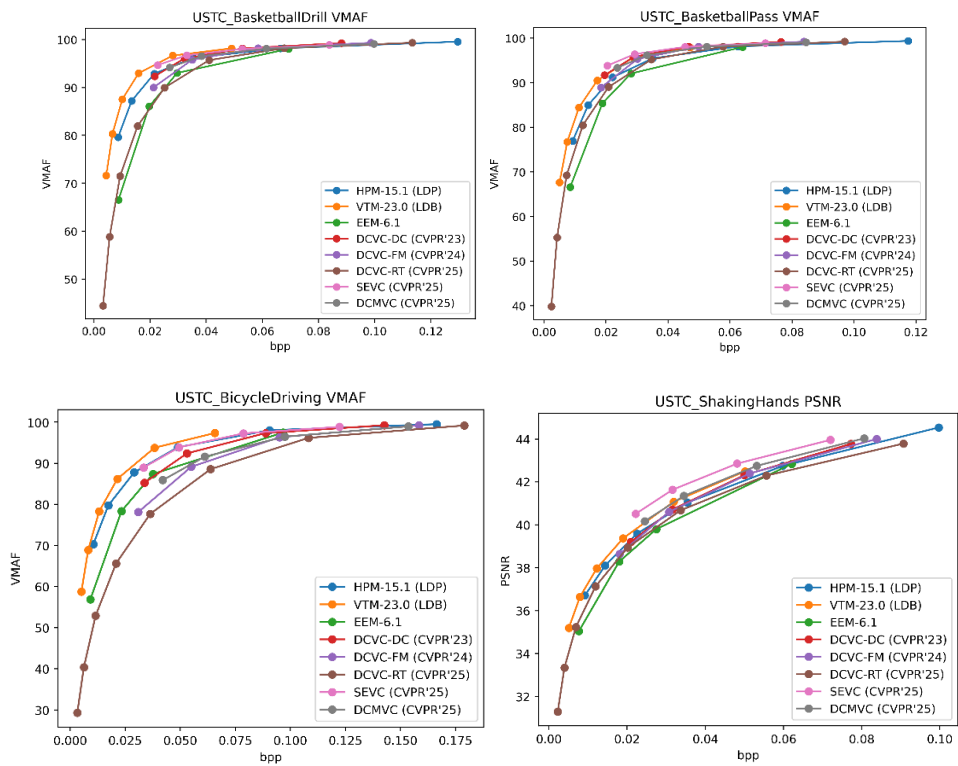 USTC_BasketballDrill VMAF
100
90
80
70
60
50
VMAF
HPM-15.1 (LDP)
VTM-23.0 (LDB)
EEM-6.1
DCVC-DC (CVPR'23)
DCVC-FM (CVPR'24)
DCVC-RT (CVPR'25)
SEVC (CVPR'25)
DCMVC (CVPR'25)
0.00 0.02 0.04 0.06 0.08 0.10 0.12
bpp
USTC_BasketballPass VMAF
100
90
80
70
60
50
40
VMAF
HPM-15.1 (LDP)
VTM-23.0 (LDB)
EEM-6.1
DCVC-DC (CVPR'23)
DCVC-FM (CVPR'24)
DCVC-RT (CVPR'25)
SEVC (CVPR'25)
DCMVC (CVPR'25)
0.00 0.02 0.04 0.06 0.08 0.10 0.12
bpp
USTC_BicycleDriving VMAF
100
90
80
70
60
50
40
30
VMAF
HPM-15.1 (LDP)
VTM-23.0 (LDB)
EEM-6.1
DCVC-DC (CVPR'23)
DCVC-FM (CVPR'24)
DCVC-RT (CVPR'25)
SEVC (CVPR'25)
DCMVC (CVPR'25)
0.000 0.025 0.050 0.075 0.100 0.125 0.150 0.175
bpp
USTC_ShakingHands PSNR
44
42
40
38
36
34
32
PSNR
HPM-15.1 (LDP)
VTM-23.0 (LDB)
EEM-6.1
DCVC-DC (CVPR'23)
DCVC-FM (CVPR'24)
DCVC-RT (CVPR'25)
SEVC (CVPR'25)
DCMVC (CVPR'25)
0.00 0.02 0.04 0.06 0.08 0.10
bpp